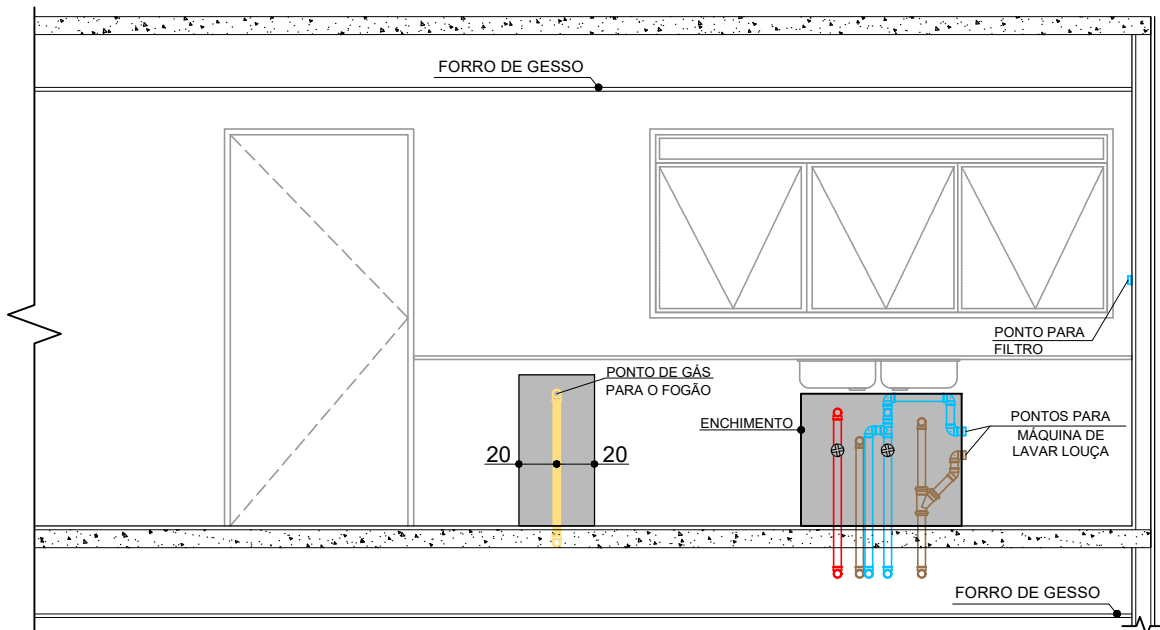 FORRO DE GESSO
PONTO PARA
FILTRO
PONTO DE GÁS
PARA O FOGÃO
ENCHIMENTO
PONTOS PARA
MÁQUINA DE
LAVAR LOUÇA
20
20
FORRO DE GESSO